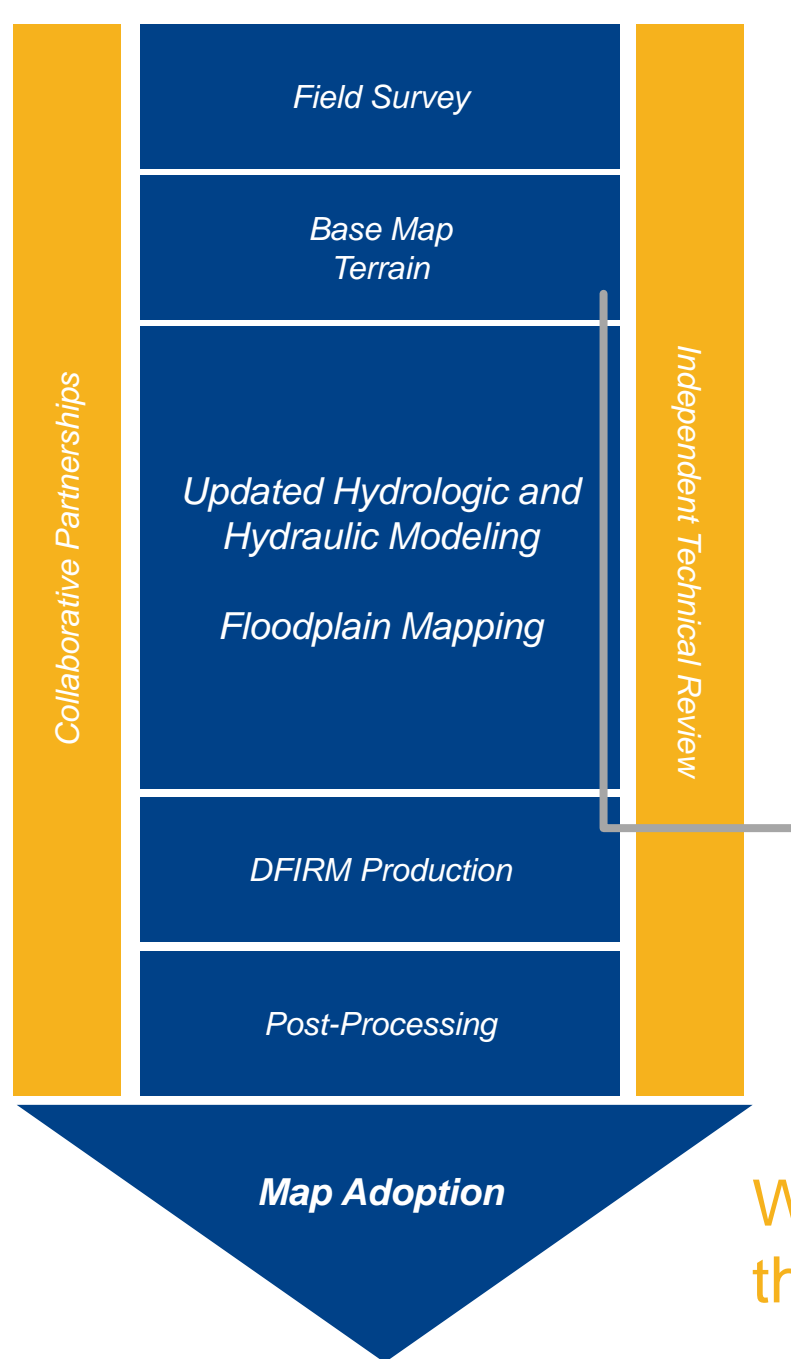 Field Survey
Base Map
Terrain
Collaborative Partnerships
Updated Hydrologic and
Hydraulic Modeling
Floodplain Mapping
Independent Technical Review
DFIRM Production
Post-Processing
Map Adoption